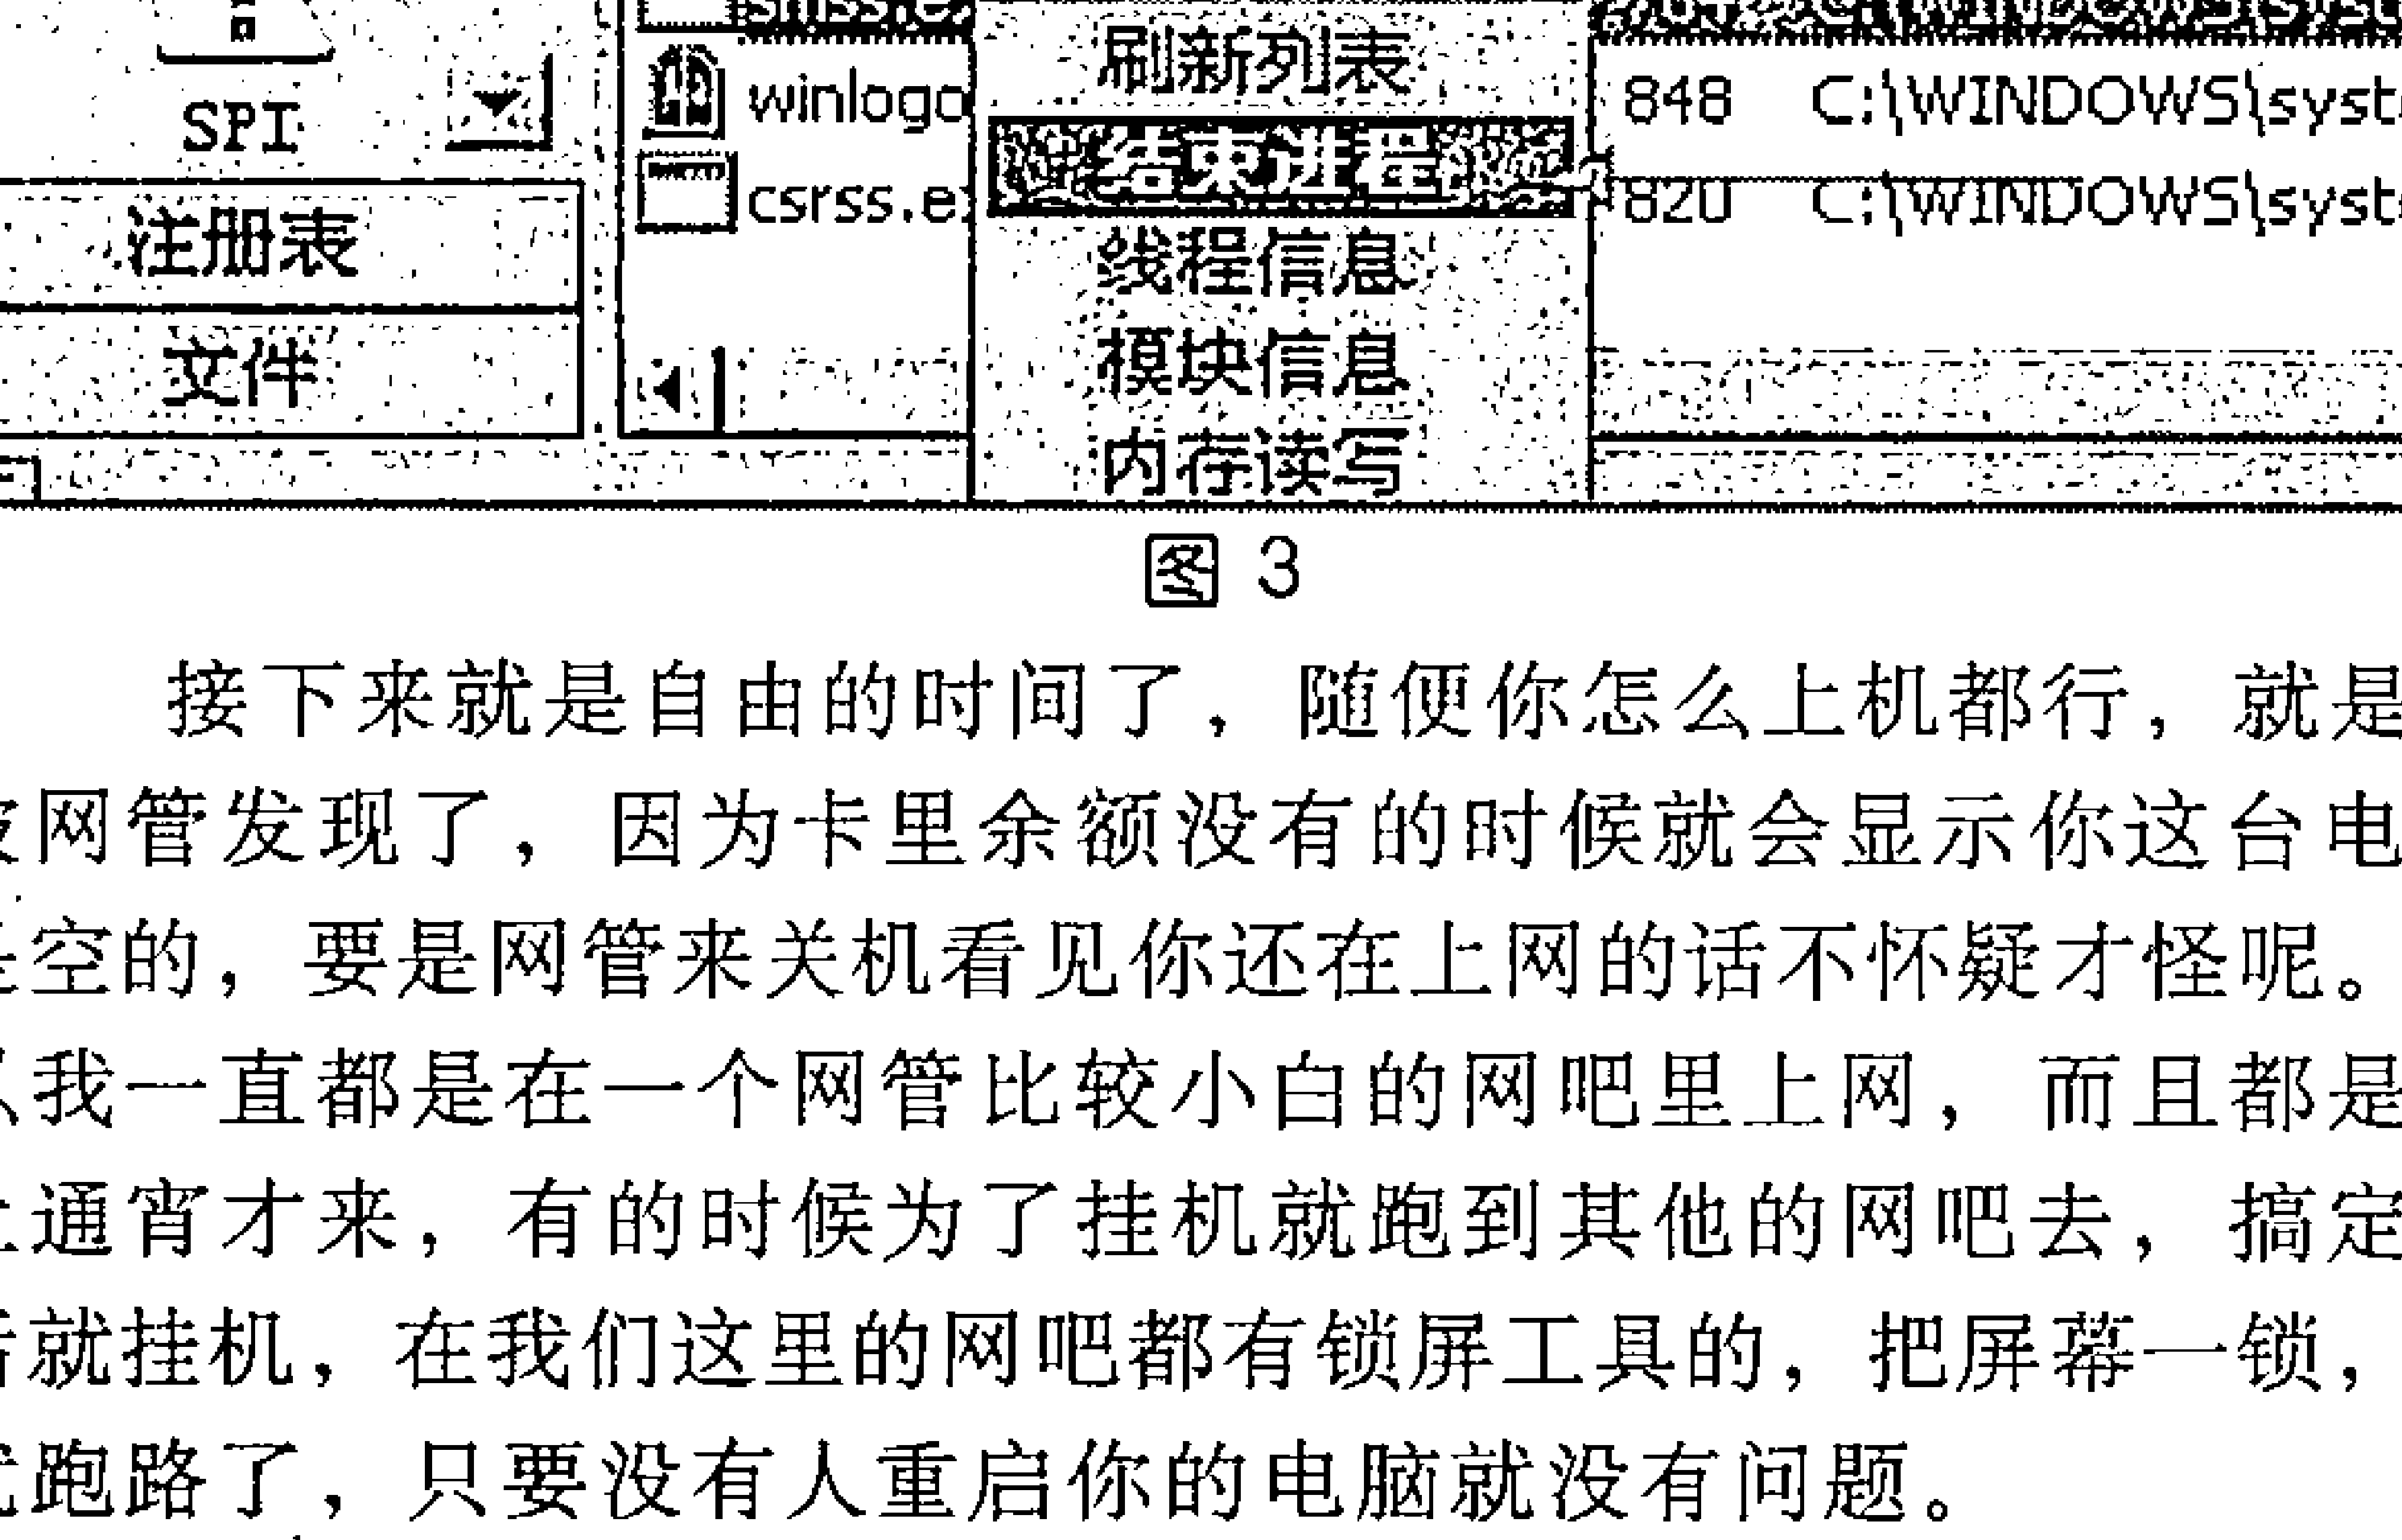 刷新列表
SPI
winlogo
848 C:\WINDOWS\syst
结束进程
csrss.e
820 C:\WINDOWS\syst
注册表
线程信息
文件
模块信息
内存读写
图 3
接下来就是自由的时间了，随便你怎么上机都行，就是
网管发现了，因为卡里余额没有的时候就会显示你这台电
空的，要是网管来关机看见你还在上网的话不怀疑才怪呢。
我一直都是在一个网管比较小白的网吧里上网，而且都是
通宵才来，有的时候为了挂机就跑到其他的网吧去，搞定
就挂机，在我们这里的网吧都有锁屏工具的，把屏幕一锁，
跑路了，只要没有人重启你的电脑就没有问题。